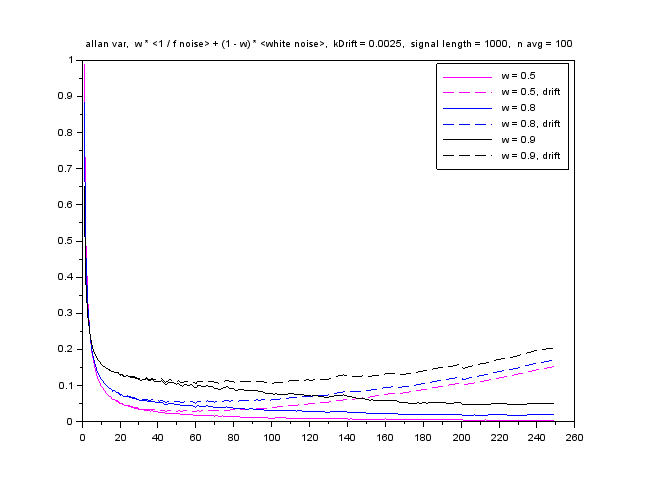 allan var, w * <1 / f noise> + (1 - w) * <white noise>, kDrift = 0.0025, signal length = 1000, n avg = 100
1
0.9
0.8
0.7
0.6
0.5
0.4
0.3
0.2
0.1
0
w = 0.5
w = 0.5, drift
w = 0.8
w = 0.8, drift
w = 0.9
w = 0.9, drift
0 20 40 60 80 100 120 140 160 180 200 220 240 260